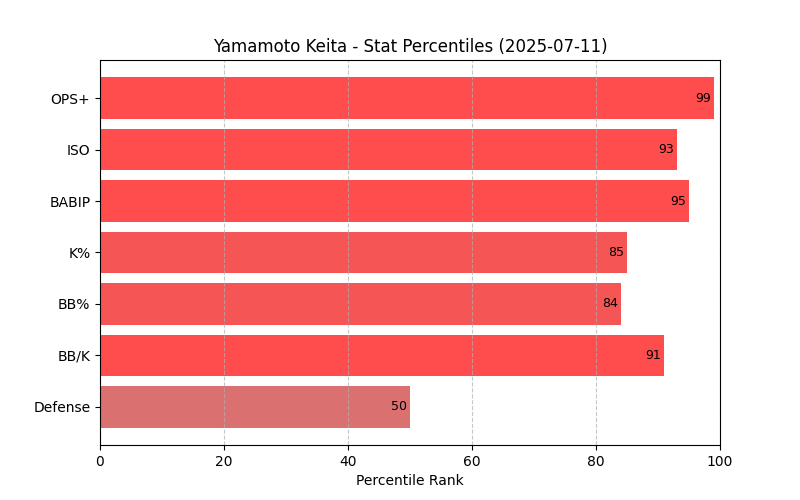 Yamamoto Keita - Stat Percentiles (2025-07-11)
OPS+ 99
ISO 93
BABIP 95
K% 85
BB% 84
BB/K 91
Defense 50
0 20 40 60 80 100
Percentile Rank